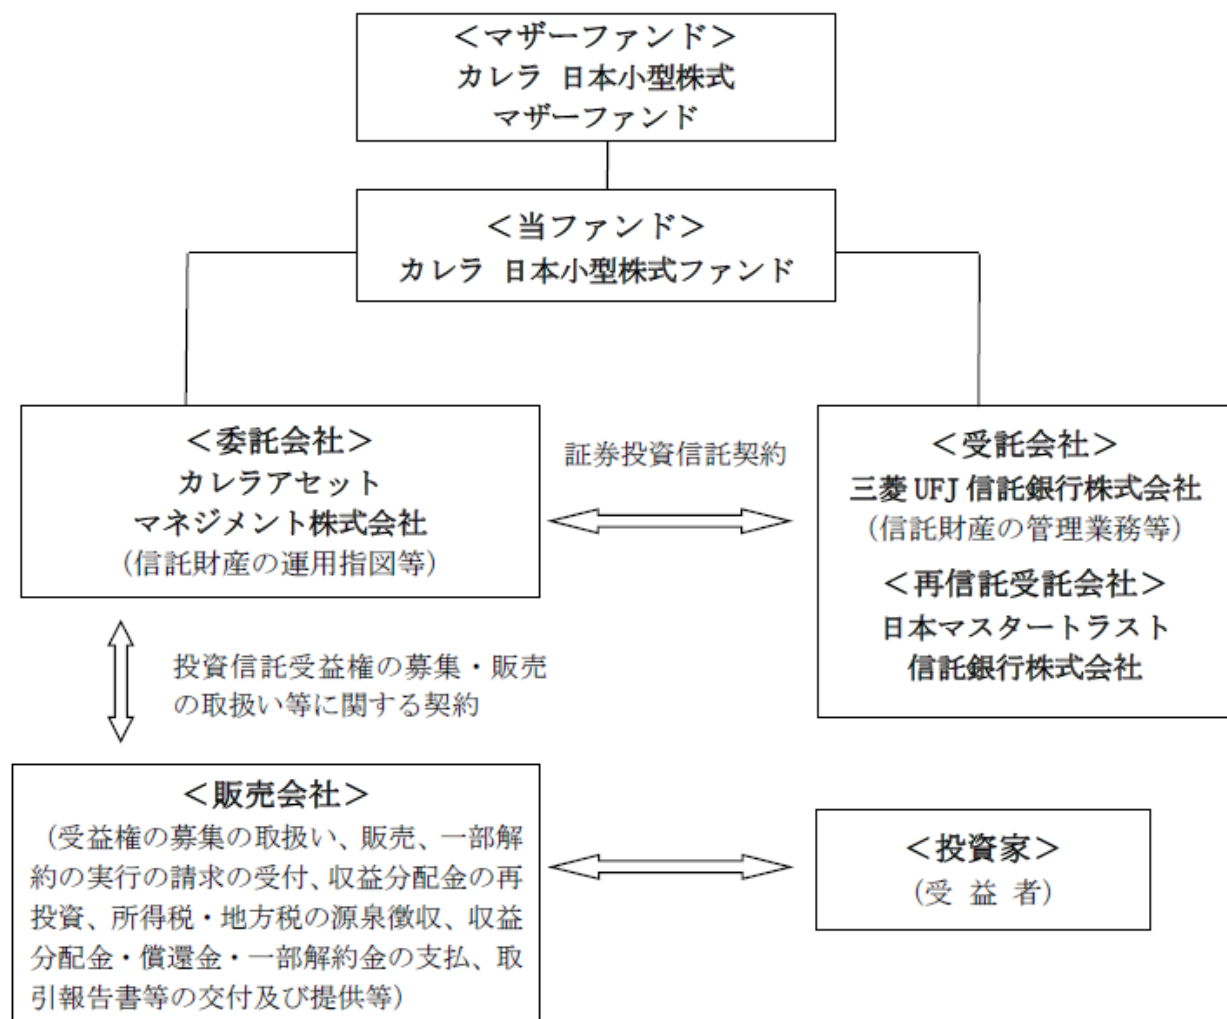 ＜マザーファンド＞
カレラ 日本小型株式
マザーファンド
＜当ファンド＞
カレラ 日本小型株式ファンド
＜委託会社＞
カレラアセット
マネジメント株式会社
（信託財産の運用指図等）
証券投資信託契約
＜受託会社＞
三菱 UFJ 信託銀行株式会社
（信託財産の管理業務等）
＜再信託受託会社＞
日本マスタートラスト
信託銀行株式会社
投資信託受益権の募集・販売
の取扱い等に関する契約
＜販売会社＞
（受益権の募集の取扱い、販売、一部解
約の実行の請求の受付、収益分配金の再
投資、所得税・地方税の源泉徴収、収益
分配金・償還金・一部解約金の支払、取
引報告書等の交付及び提供等）
＜投資家＞
（受 益 者）